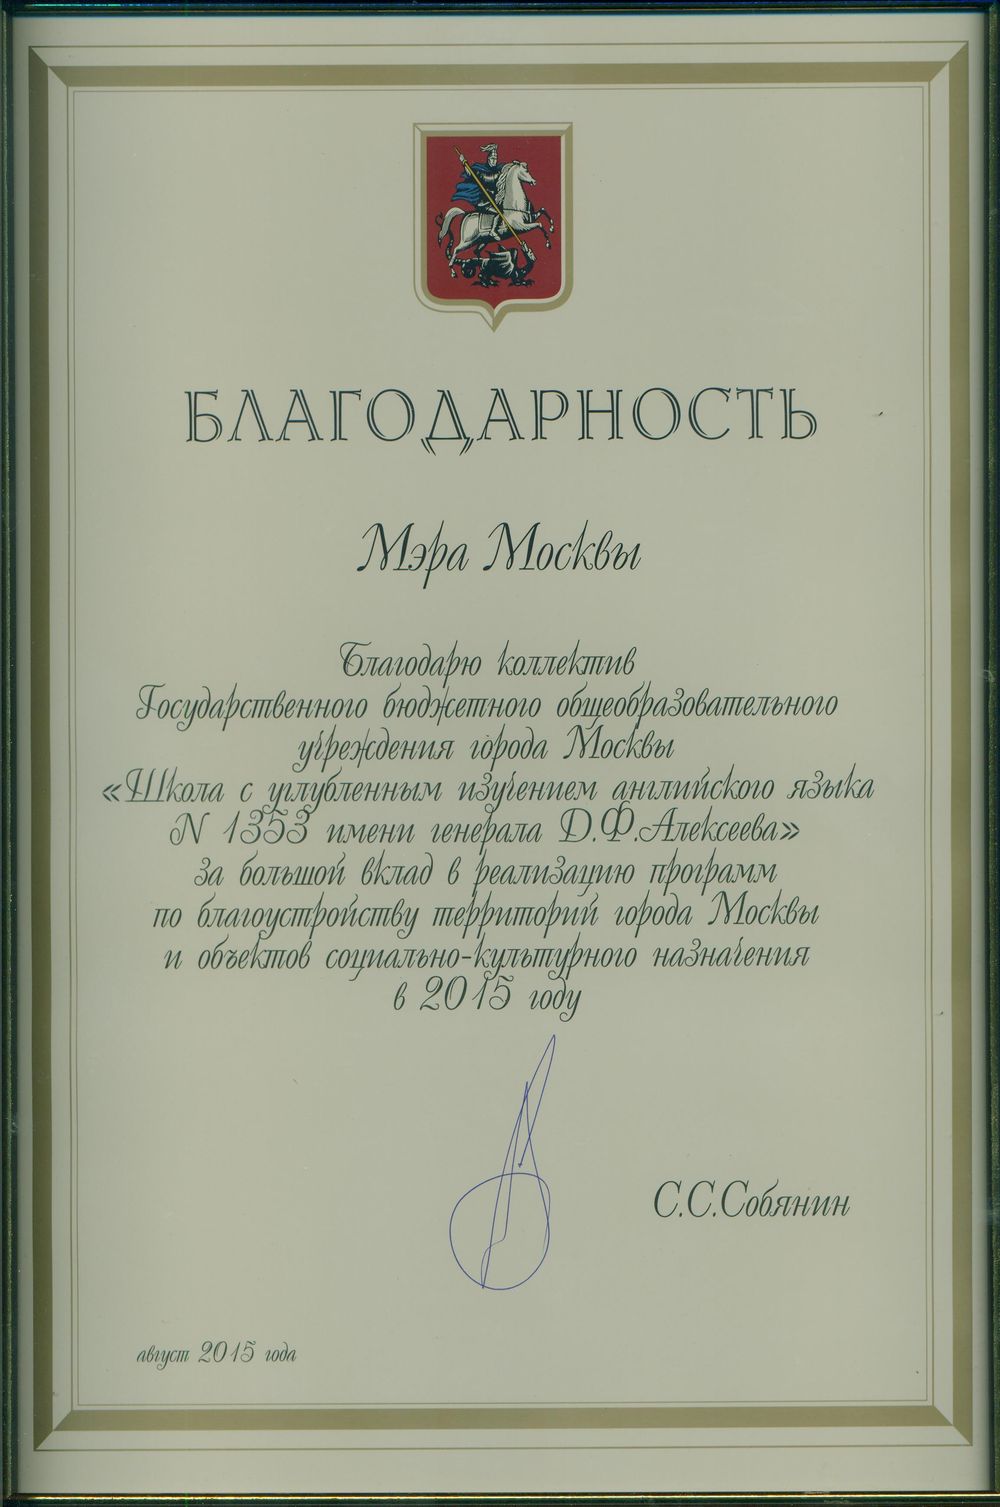 БЛАГОДАРНОСТЬ
Мэра Москвы
Благодарю коллектив
Государственного бюджетного общеобразовательного
учреждения города Москвы
«Школа с углубленным изучением английского языка
N 1353 имени генерала Д.Ф.Алексеева»
за большой вклад в реализацию программ
по благоустройству территорий города Москвы
и объектов социально-культурного назначения
в 2015 году
С.С.Собянин
август 2015 года